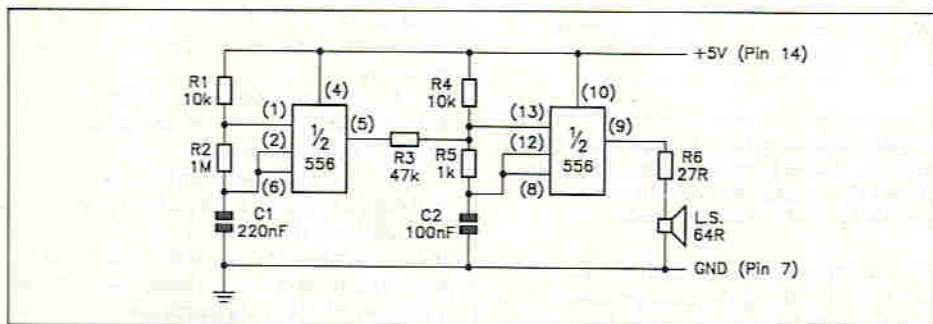 +5V (Pin 14)
R1
10k
(4)
R4
10k
(10)
(1)
(5)
(13)
(9)
(2)
½
556
(12)
½
556
R2
1M
R3
47k
R5
1k
R6
27R
(6)
(8)
C1
220nF
C2
100nF
L.S.
64R
GND (Pin 7)